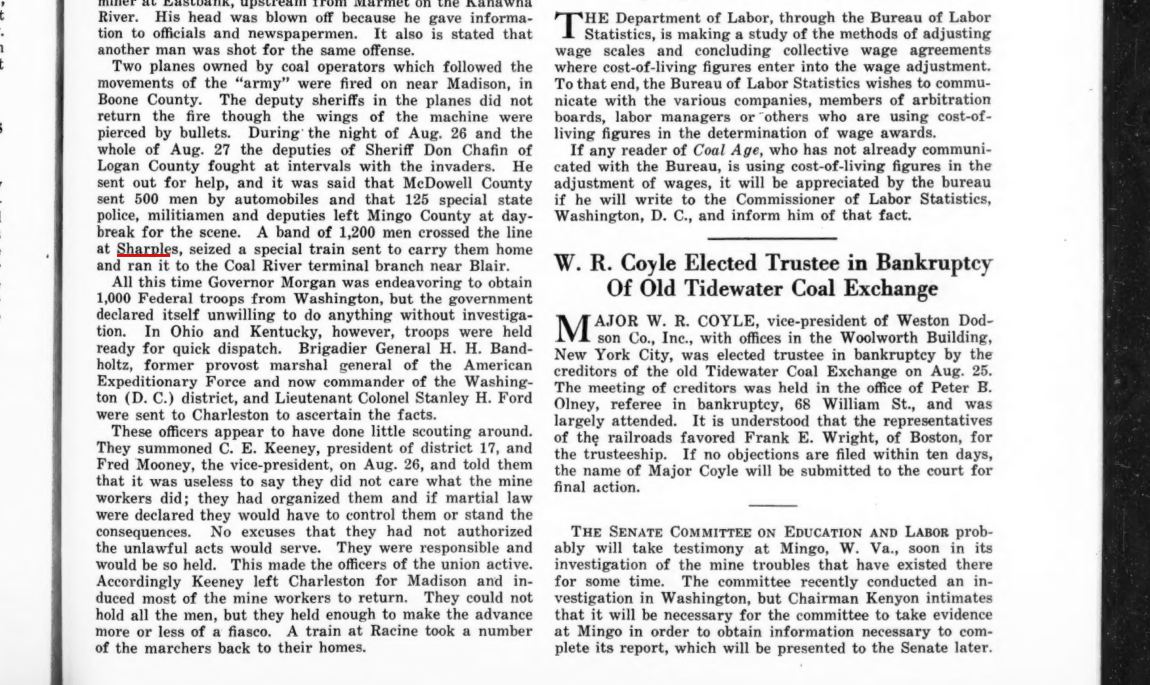 miner at Eastbank, upstream from Marmet on the Kanawha
River. His head was blown off because he gave informa-
tion to officials and newspapermen. It also is stated that
another man was shot for the same offense.
Two planes owned by coal operators which followed the
movements of the “army” were fired on near Madison, in
Boone County. The deputy sheriffs in the planes did not
return the fire though the wings of the machine were
pierced by bullets. During the night of Aug. 26 and the
whole of Aug. 27 the deputies of Sheriff Don Chafin of
Logan County fought at intervals with the invaders. He
sent out for help, and it was said that McDowell County
sent 500 men by automobiles and that 125 special state
police, militiamen and deputies left Mingo County at day-
break for the scene. A band of 1,200 men crossed the line
at Sharples, seized a special train sent to carry them home
and ran it to the Coal River terminal branch near Blair.
All this time Governor Morgan was endeavoring to obtain
1,000 Federal troops from Washington, but the government
declared itself unwilling to do anything without investiga-
tion. In Ohio and Kentucky, however, troops were held
ready for quick dispatch. Brigadier General H. H. Band-
holtz, former provost marshal general of the American
Expeditionary Force and now commander of the Washing-
ton (D. C.) district, and Lieutenant Colonel Stanley H. Ford
were sent to Charleston to ascertain the facts.
These officers appear to have done little scouting around.
They summoned C. E. Keeney, president of district 17, and
Fred Mooney, the vice-president, on Aug. 26, and told them
that it was useless to say they did not care what the mine
workers did; they had organized them and if martial law
were declared they would have to control them or stand the
consequences. No excuses that they had not authorized
the unlawful acts would serve. They were responsible and
would be so held. This made the officers of the union active.
Accordingly Keeney left Charleston for Madison and in-
duced most of the mine workers to return. They could not
hold all the men, but they held enough to make the advance
more or less of a fiasco. A train at Racine took a number
of the marchers back to their homes.
THE Department of Labor, through the Bureau of Labor
Statistics, is making a study of the methods of adjusting
wage scales and concluding collective wage agreements
where cost-of-living figures enter into the wage adjustment.
To that end, the Bureau of Labor Statistics wishes to commu-
nicate with the various companies, members of arbitration
boards, labor managers or others who are using cost-of-
living figures in the determination of wage awards.
If any reader of Coal Age, who has not already communi-
cated with the Bureau, is using cost-of-living figures in the
adjustment of wages, it will be appreciated by the bureau
if he will write to the Commissioner of Labor Statistics,
Washington, D. C., and inform him of that fact.
W. R. Coyle Elected Trustee in Bankruptcy
Of Old Tidewater Coal Exchange
MAJOR W. R. COYLE, vice-president of Weston Dod-
son Co., Inc., with offices in the Woolworth Building,
New York City, was elected trustee in bankruptcy by the
creditors of the old Tidewater Coal Exchange on Aug. 25.
The meeting of creditors was held in the office of Peter B.
Olney, referee in bankruptcy, 68 William St., and was
largely attended. It is understood that the representatives
of the railroads favored Frank E. Wright, of Boston, for
the trusteeship. If no objections are filed within ten days,
the name of Major Coyle will be submitted to the court for
final action.
THE SENATE COMMITTEE ON EDUCATION AND LABOR prob-
ably will take testimony at Mingo, W. Va., soon in its
investigation of the mine troubles that have existed there
for some time. The committee recently conducted an in-
vestigation in Washington, but Chairman Kenyon intimates
that it will be necessary for the committee to take evidence
at Mingo in order to obtain information necessary to com-
plete its report, which will be presented to the Senate later.